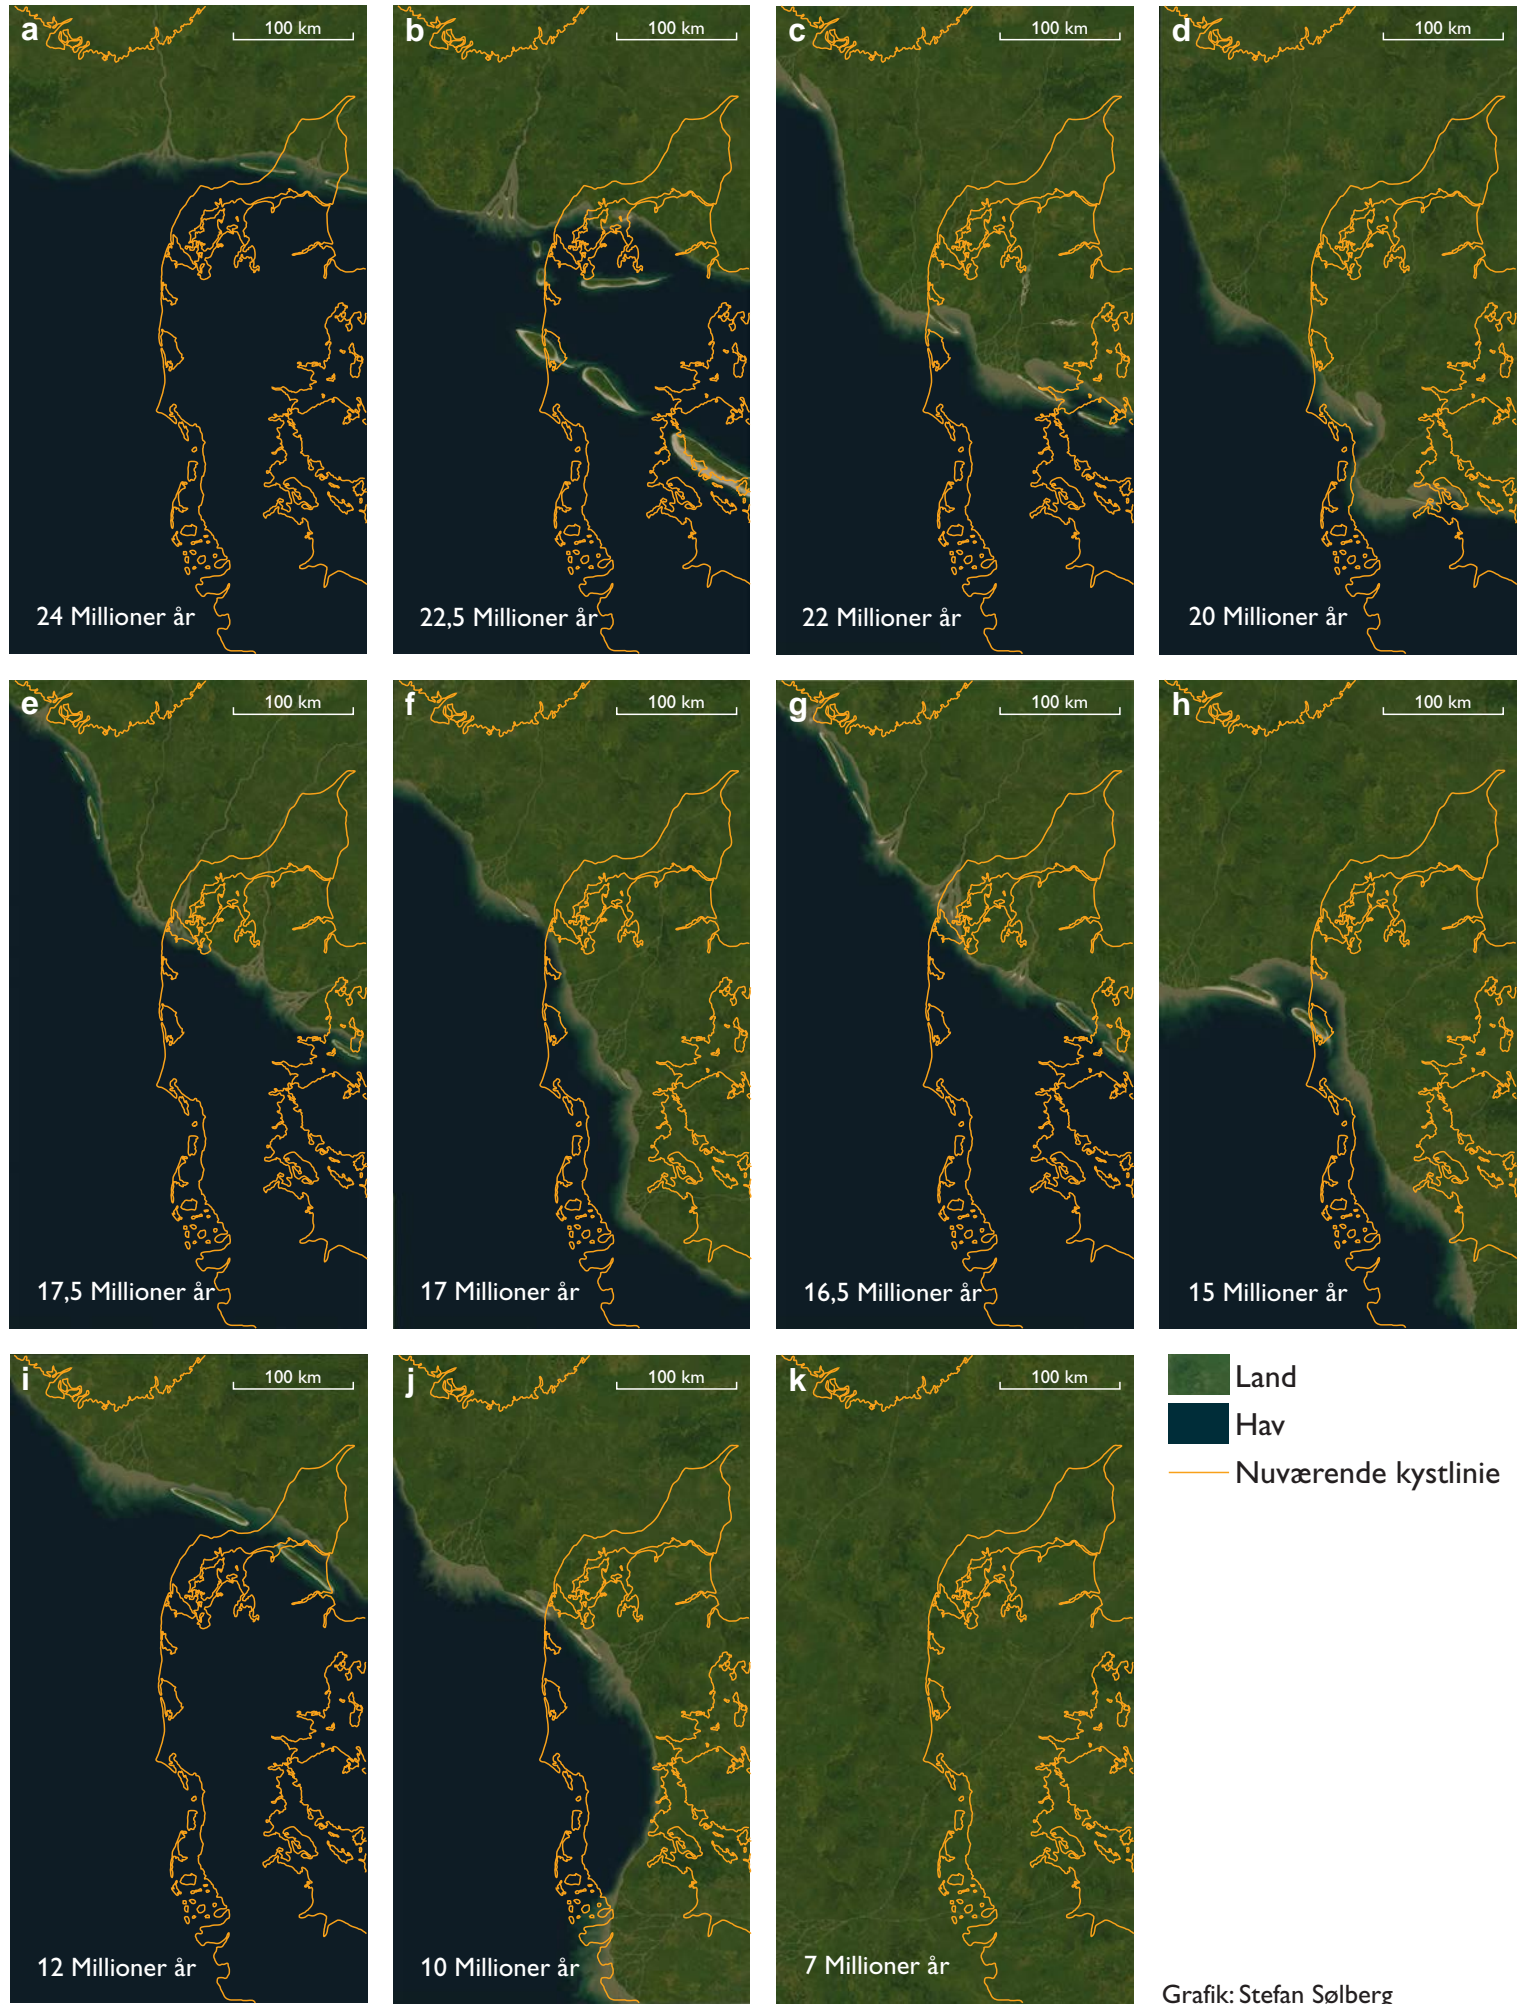 a
100 km
24 Millioner år
b
100 km
22,5 Millioner år
c
100 km
22 Millioner år
d
100 km
20 Millioner år
e
100 km
17,5 Millioner år
f
100 km
17 Millioner år
g
100 km
16,5 Millioner år
h
100 km
15 Millioner år
i
100 km
12 Millioner år
j
100 km
10 Millioner år
k
100 km
7 Millioner år
Land
Hav
Nuværende kystlinie
Grafik: Stefan Sølberg